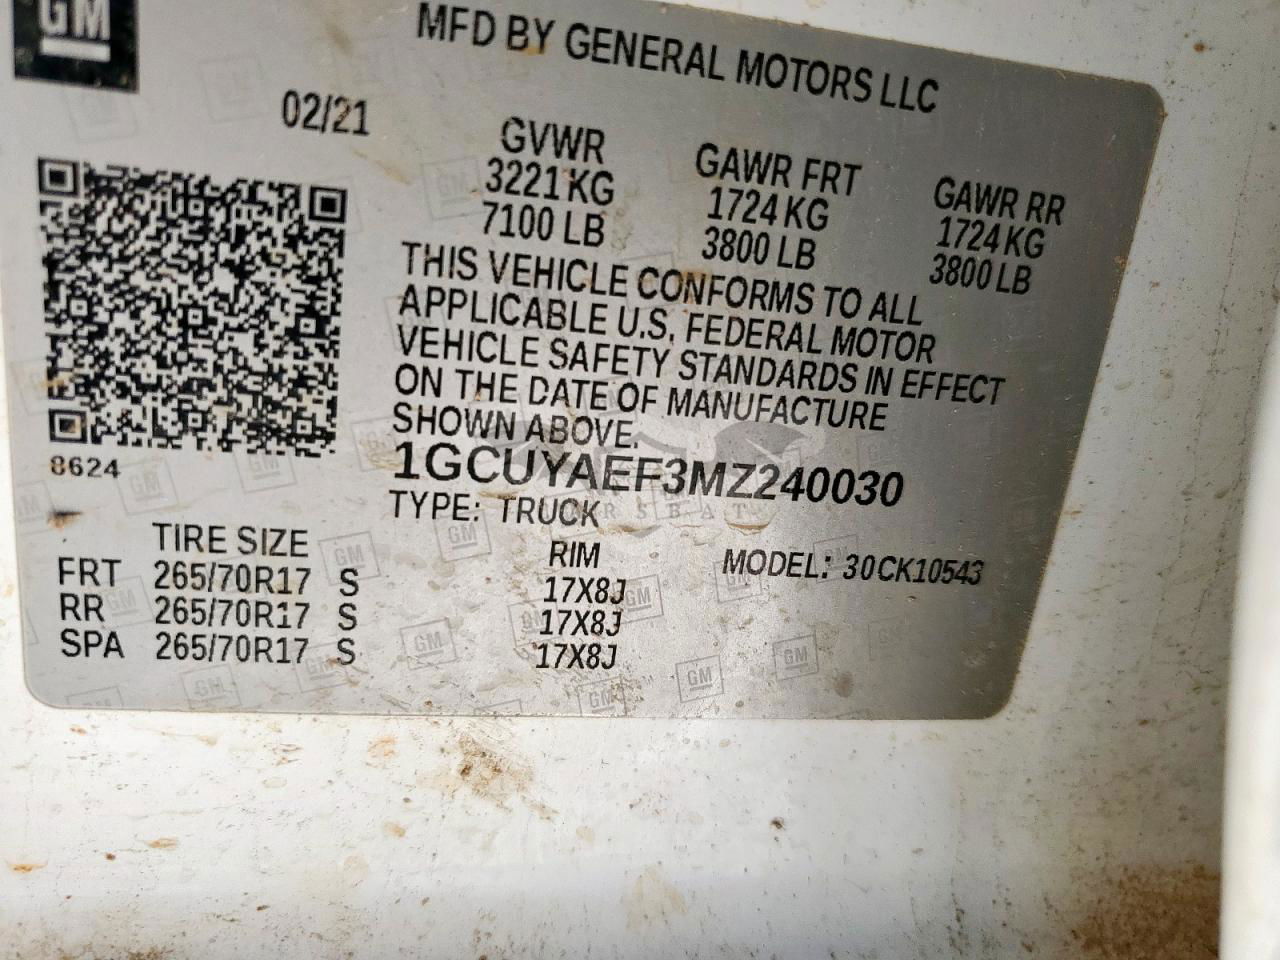 GM
MFD BY GENERAL MOTORS LLC
02/21
GVWR GAWR FRT GAWR RR
3221 KG 1724 KG 1724 KG
7100 LB 3800 LB 3800 LB
THIS VEHICLE CONFORMS TO ALL
APPLICABLE U.S. FEDERAL MOTOR
VEHICLE SAFETY STANDARDS IN EFFECT
ON THE DATE OF MANUFACTURE
SHOWN ABOVE.
8624
1GCUYAEF3MZ240030
TYPE: TRUCK
TIRE SIZE RIM MODEL: 30CK10543
FRT 265/70R17 S 17X8J
RR 265/70R17 S 17X8J
SPA 265/70R17 S 17X8J